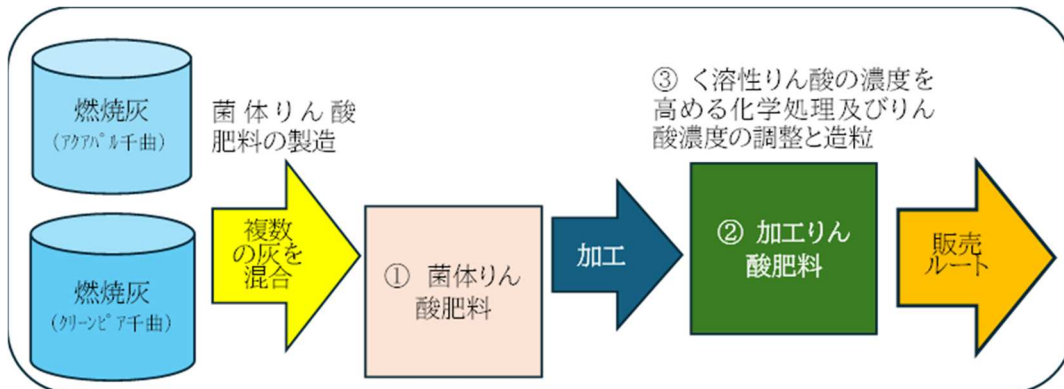 燃焼灰
(ｱｸｱﾊﾟﾙ千曲)
燃焼灰
(ｸﾘｰﾝﾋﾟｱ千曲)
菌体りん酸
肥料の製造
複数
の灰を
混合
① 菌体りん
酸肥料
加工
③ く溶性りん酸の濃度を
高める化学処理及びりん
酸濃度の調整と造粒
② 加工りん
酸肥料
販売
ルート